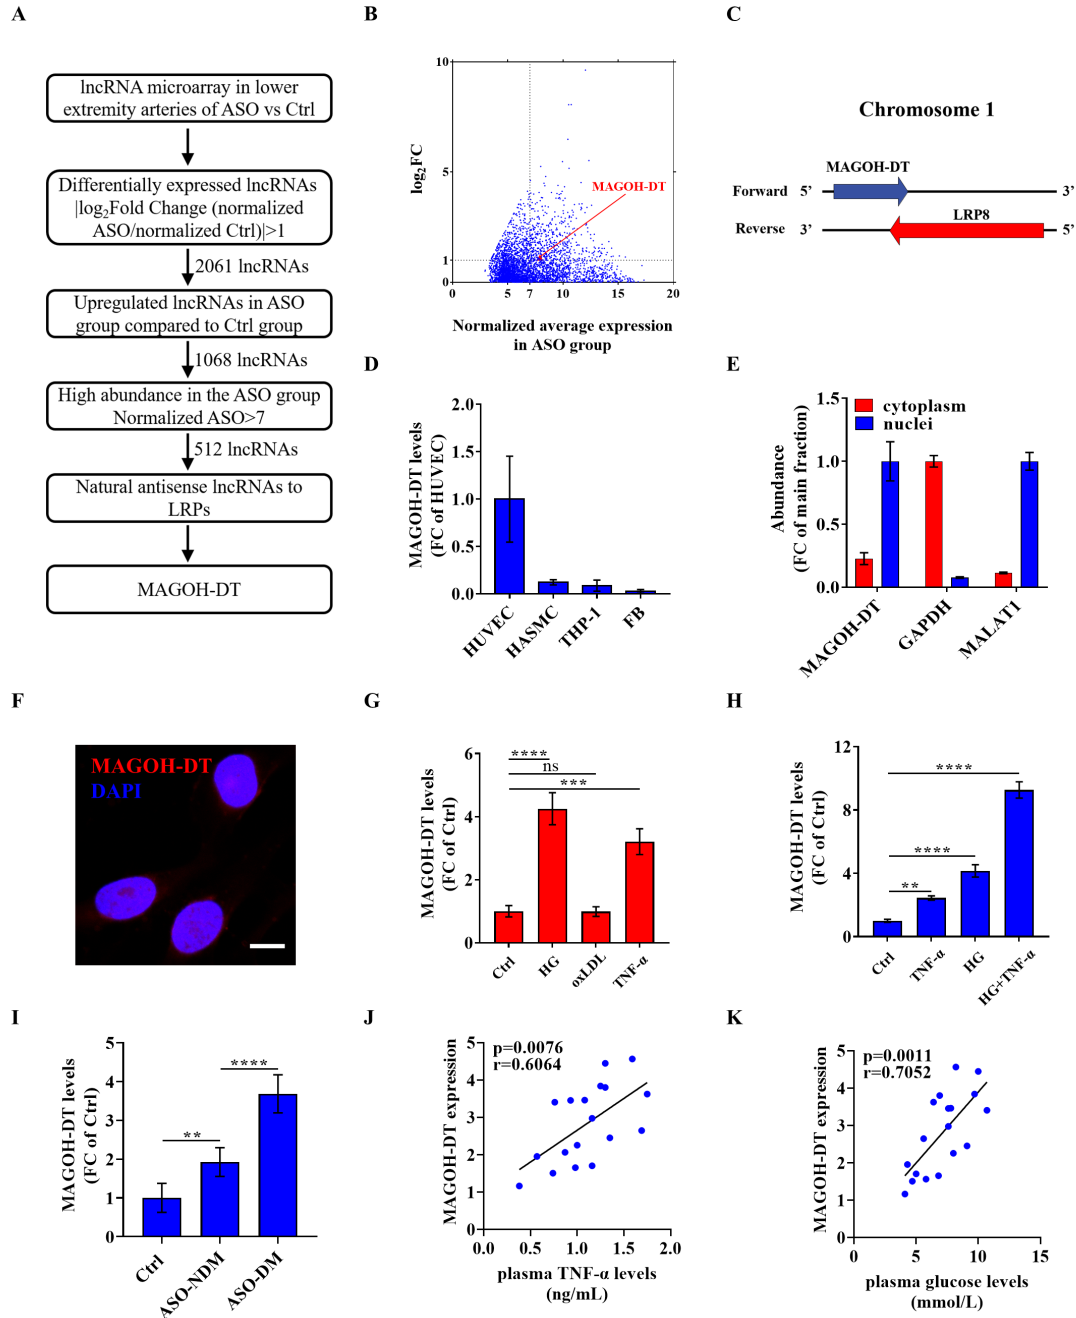 A
lncRNA microarray in lower
extremity arteries of ASO vs Ctrl
Differentially expressed lncRNAs
|log2Fold Change (normalized
ASO/normalized Ctrl)|>1
2061 lncRNAs
Upregulated lncRNAs in ASO
group compared to Ctrl group
1068 lncRNAs
High abundance in the ASO group
Normalized ASO>7
512 lncRNAs
Natural antisense lncRNAs to
LRPs
MAGOH-DT
B
log2FC
10
5
1
0
MAGOH-DT
0 5 7 10 15 20
Normalized average expression
in ASO group
C
Chromosome 1
MAGOH-DT
Forward 5’ 3’
LRP8
Reverse 3’ 5’
D
MAGOH-DT levels
(FC of HUVEC)
2.0
1.5
1.0
0.5
0.0
HUVEC HASMC THP-1 FB
E
Abundance
(FC of main fraction)
1.5
1.0
0.5
0.0
cytoplasm
nuclei
MAGOH-DT GAPDH MALAT1
F
MAGOH-DT
DAPI
G
MAGOH-DT levels
(FC of Ctrl)
6
4
2
0
****
ns
***
Ctrl HG oxLDL TNF-α
H
MAGOH-DT levels
(FC of Ctrl)
12
8
4
0
****
****
**
Ctrl TNF-α HG HG+TNF-α
I
MAGOH-DT levels
(FC of Ctrl)
5
4
3
2
1
0
****
**
Ctrl ASO-NDM ASO-DM
J
MAGOH-DT expression
5
4
3
2
1
0
p=0.0076
r=0.6064
0.0 0.5 1.0 1.5 2.0
plasma TNF-α levels
(ng/mL)
K
MAGOH-DT expression
5
4
3
2
1
0
p=0.0011
r=0.7052
0 5 10 15
plasma glucose levels
(mmol/L)